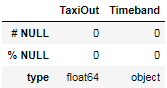 TaxiOut Timeband
# NULL 0 0
% NULL 0 0
type float64 object